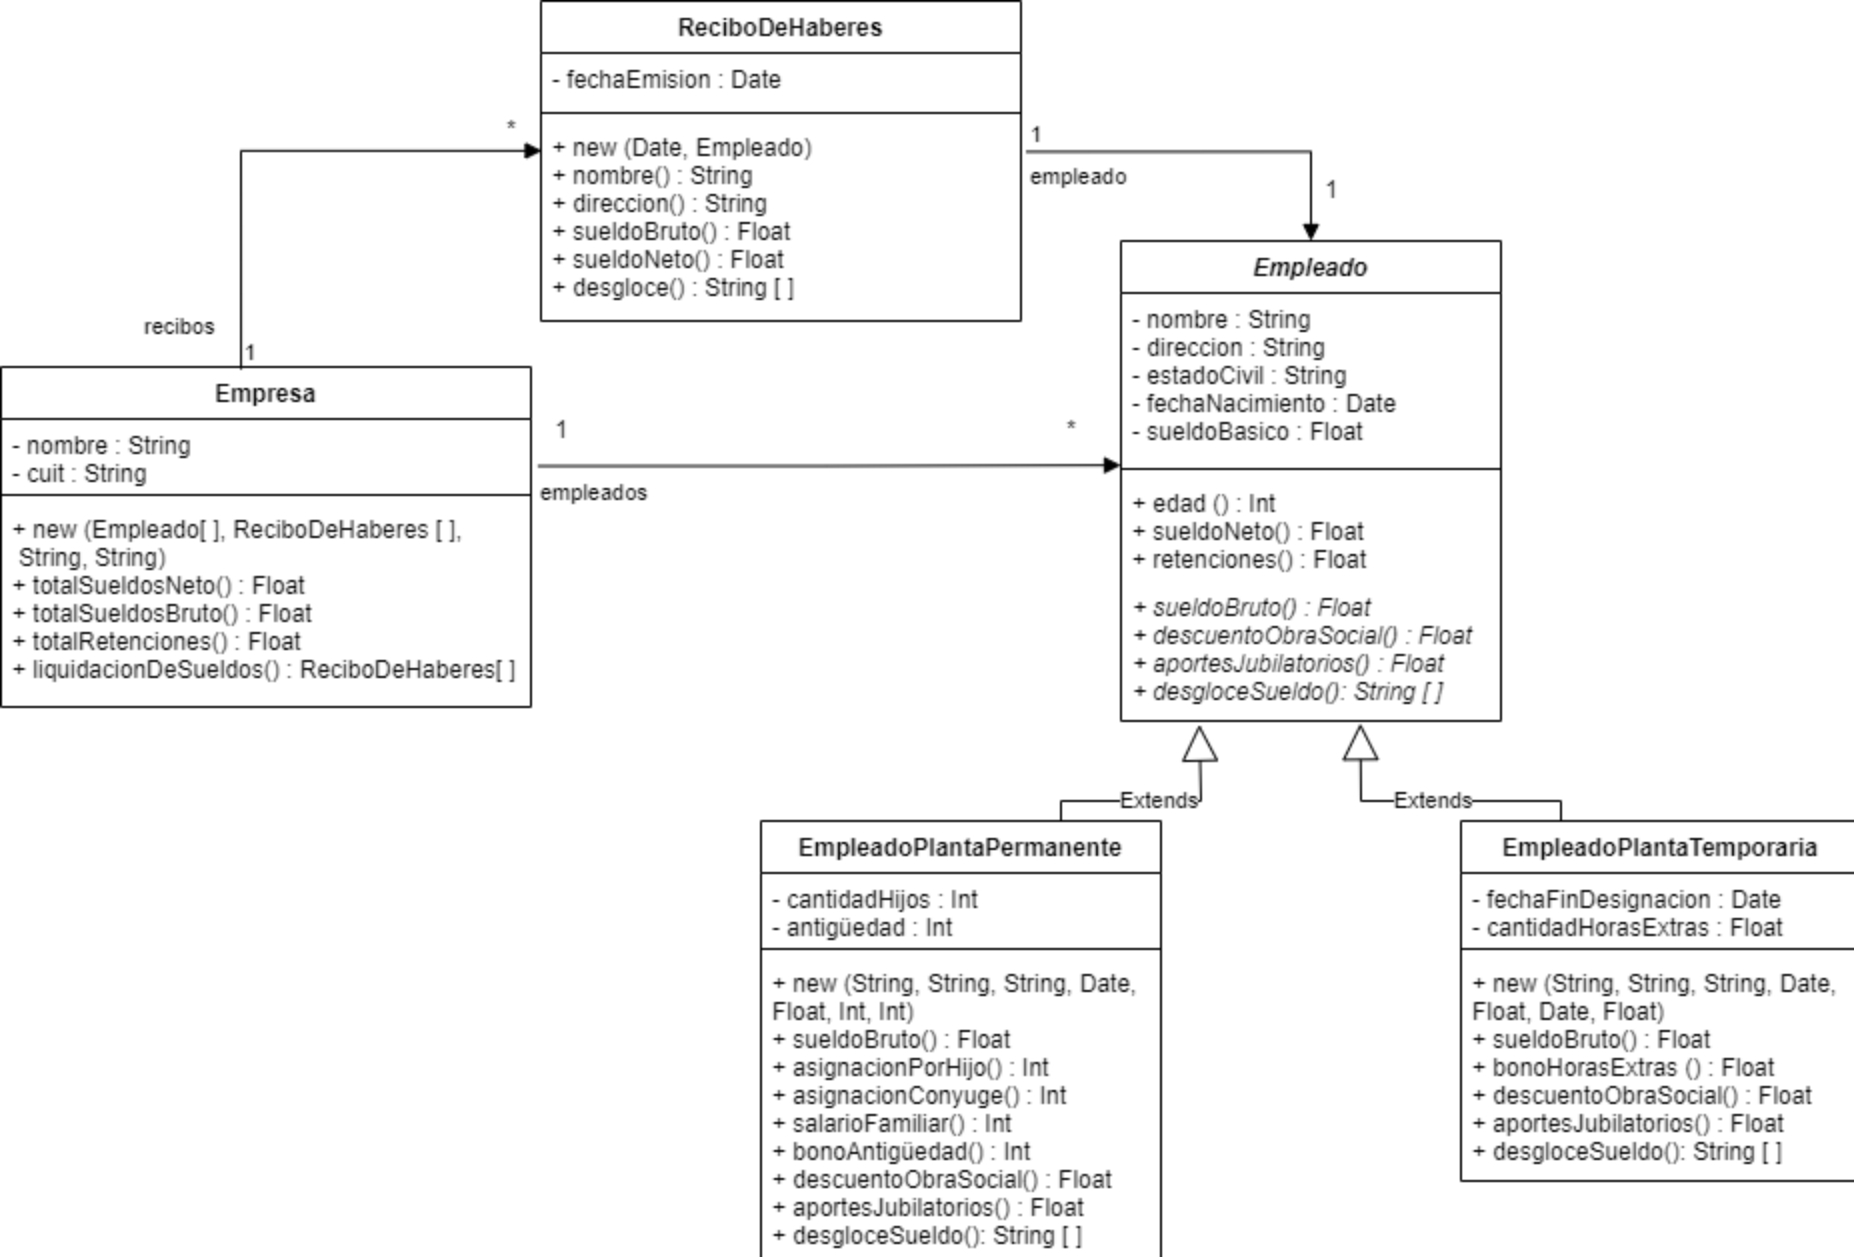 ReciboDeHaberes
- fechaEmision : Date
+ new (Date, Empleado)
+ nombre() : String
+ direccion() : String
+ sueldoBruto() : Float
+ sueldoNeto() : Float
+ desgloce() : String [ ]
*
recibos
1
1
empleado
1
Empresa
- nombre : String
- cuit : String
+ new (Empleado[ ], ReciboDeHaberes [ ],
String, String)
+ totalSueldosNeto() : Float
+ totalSueldosBruto() : Float
+ totalRetenciones() : Float
+ liquidacionDeSueldos() : ReciboDeHaberes[ ]
1
*
empleados
Empleado
- nombre : String
- direccion : String
- estadoCivil : String
- fechaNacimiento : Date
- sueldoBasico : Float
+ edad () : Int
+ sueldoNeto() : Float
+ retenciones() : Float
+ sueldoBruto() : Float
+ descuentoObraSocial() : Float
+ aportesJubilatorios() : Float
+ desgloceSueldo(): String [ ]
Extends
Extends
EmpleadoPlantaPermanente
- cantidadHijos : Int
- antigüedad : Int
+ new (String, String, String, Date,
Float, Int, Int)
+ sueldoBruto() : Float
+ asignacionPorHijo() : Int
+ asignacionConyuge() : Int
+ salarioFamiliar() : Int
+ bonoAntigüedad() : Int
+ descuentoObraSocial() : Float
+ aportesJubilatorios() : Float
+ desgloceSueldo(): String [ ]
EmpleadoPlantaTemporaria
- fechaFinDesignacion : Date
- cantidadHorasExtras : Float
+ new (String, String, String, Date,
Float, Date, Float)
+ sueldoBruto() : Float
+ bonoHorasExtras () : Float
+ descuentoObraSocial() : Float
+ aportesJubilatorios() : Float
+ desgloceSueldo(): String [ ]